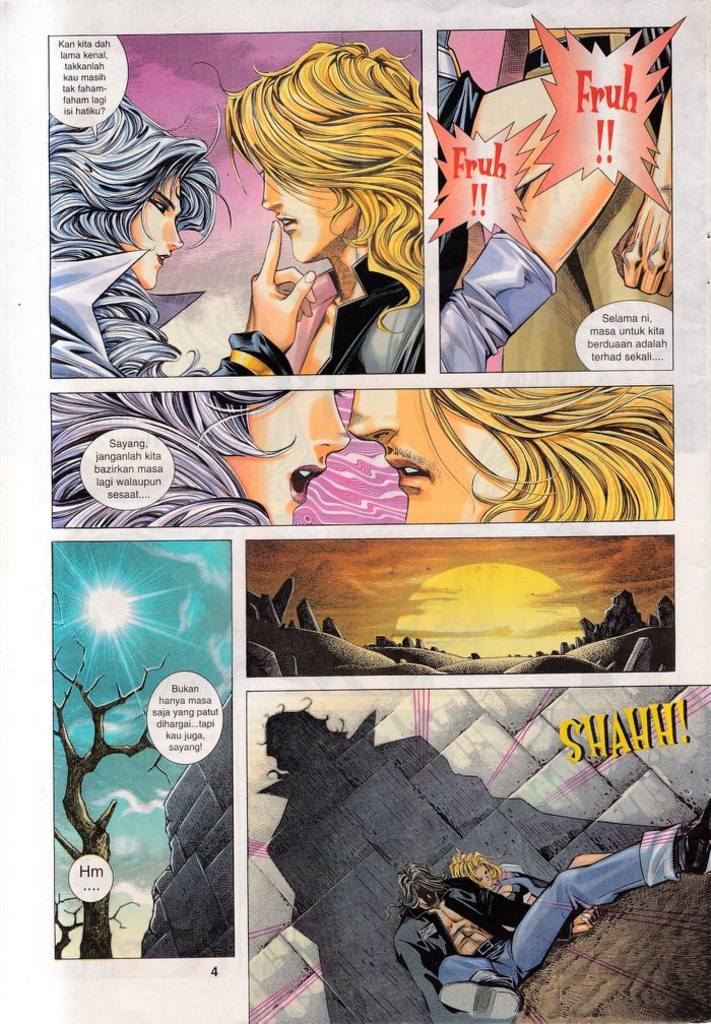 Kan kita dah
lama kenal,
takkanlah
kau masih
tak faham-
faham lagi
isi hatiku?
Fruh
!!
Fruh
!!
Selama ni,
masa untuk kita
berduaan adalah
terhad sekali....
Sayang,
janganlah kita
bazirkan masa
lagi walaupun
sesaat....
Bukan
hanya masa
saja yang patut
dihargai...tapi
kau juga,
sayang!
Hm
....
SHAHH!
4